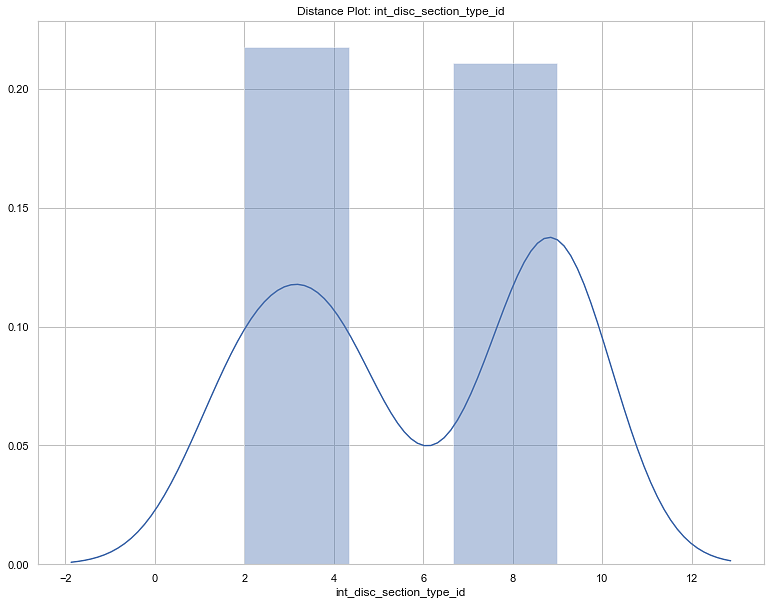 Distance Plot: int_disc_section_type_id
0.20
0.15
0.10
0.05
0.00
−2 0 2 4 6 8 10 12
int_disc_section_type_id